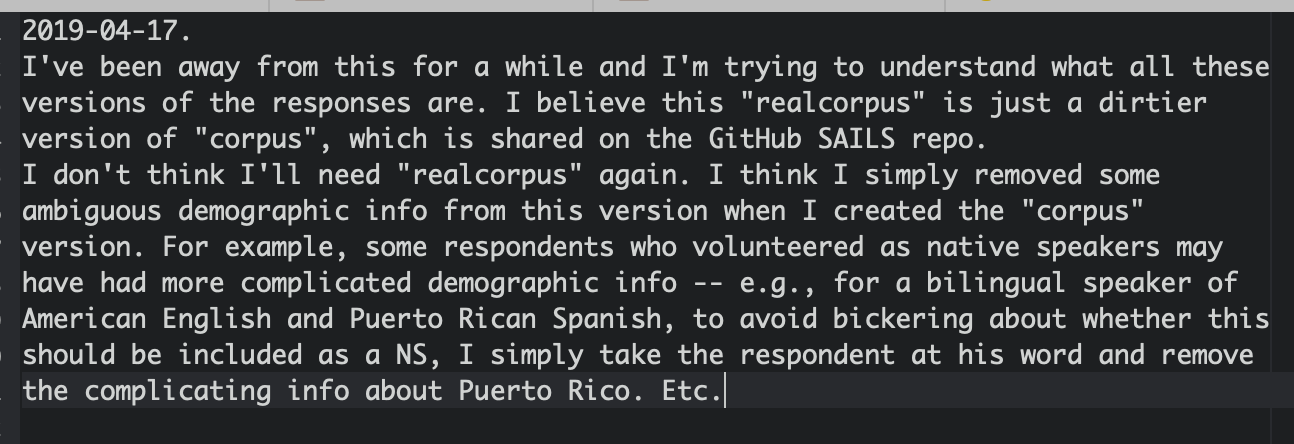 2019-04-17.
I've been away from this for a while and I'm trying to understand what all these
versions of the responses are. I believe this "realcorpus" is just a dirtier
version of "corpus", which is shared on the GitHub SAILS repo.
I don't think I'll need "realcorpus" again. I think I simply removed some
ambiguous demographic info from this version when I created the "corpus"
version. For example, some respondents who volunteered as native speakers may
have had more complicated demographic info -- e.g., for a bilingual speaker of
American English and Puerto Rican Spanish, to avoid bickering about whether this
should be included as a NS, I simply take the respondent at his word and remove
the complicating info about Puerto Rico. Etc.